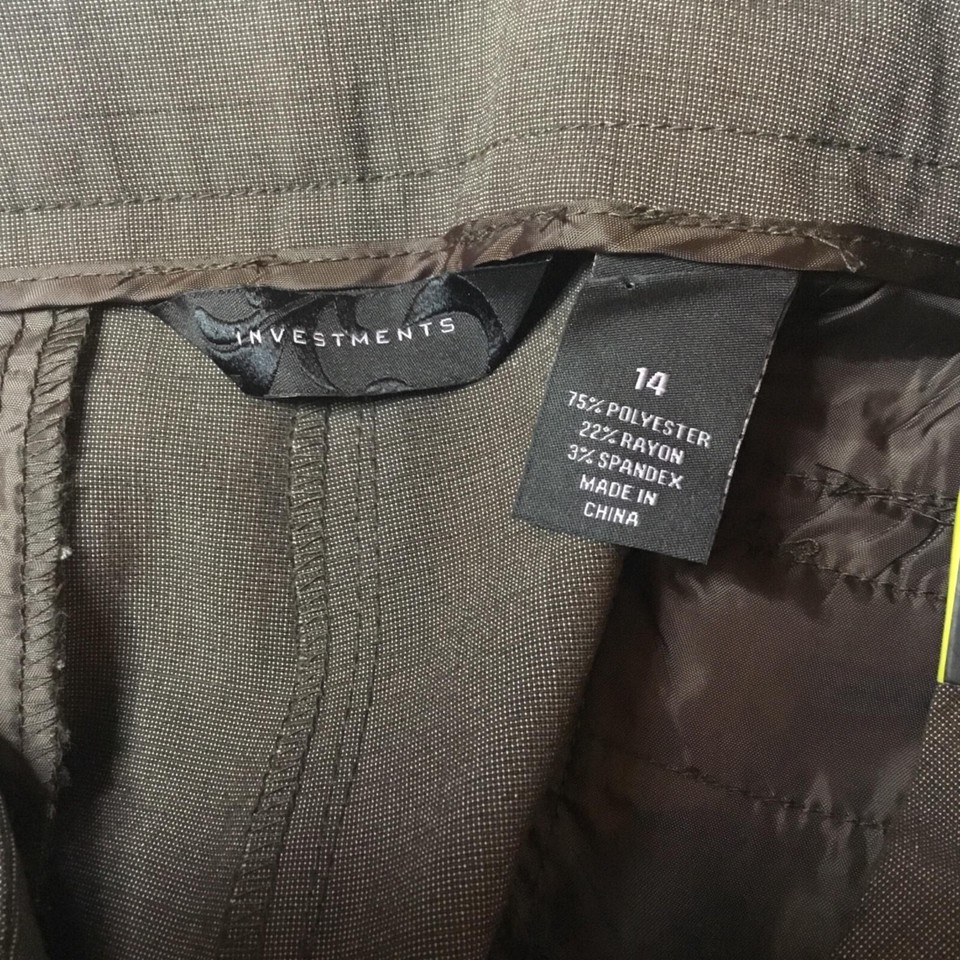 INVESTMENTS
14
75% POLYESTER
22% RAYON
3% SPANDEX
MADE IN
CHINA